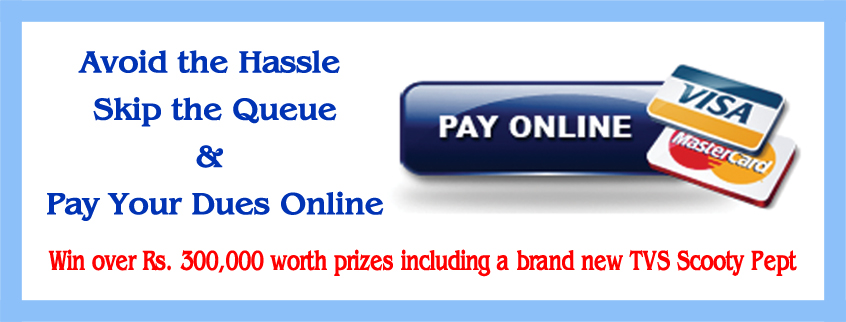 Avoid the Hassle
Skip the Queue
&
Pay Your Dues Online
PAY ONLINE
VISA
MasterCard
Win over Rs. 300,000 worth prizes including a brand new TVS Scooty Pept